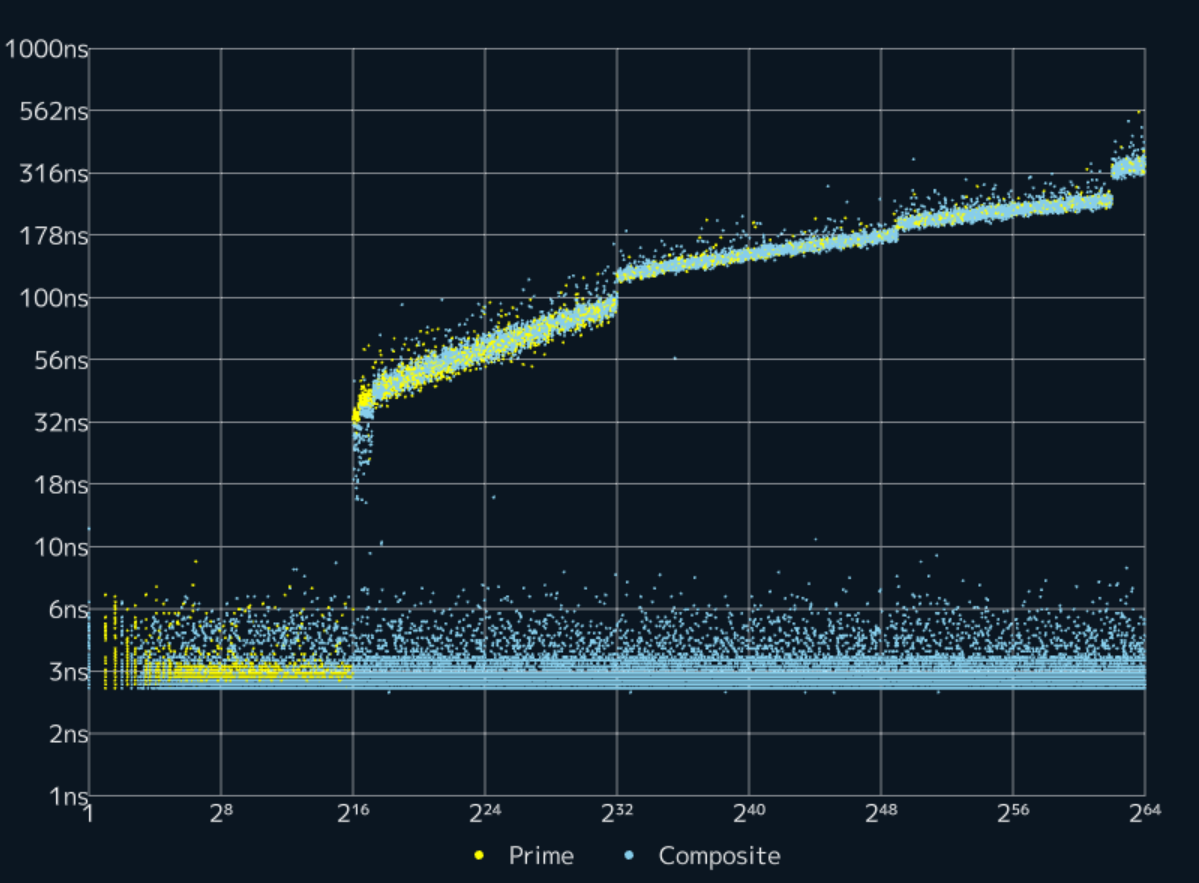 1000ns
562ns
316ns
178ns
100ns
56ns
32ns
18ns
10ns
6ns
3ns
2ns
1ns
1 2⁸ 2¹⁶ 2²⁴ 2³² 2⁴⁰ 2⁴⁸ 2⁵⁶ 2⁶⁴
Prime Composite